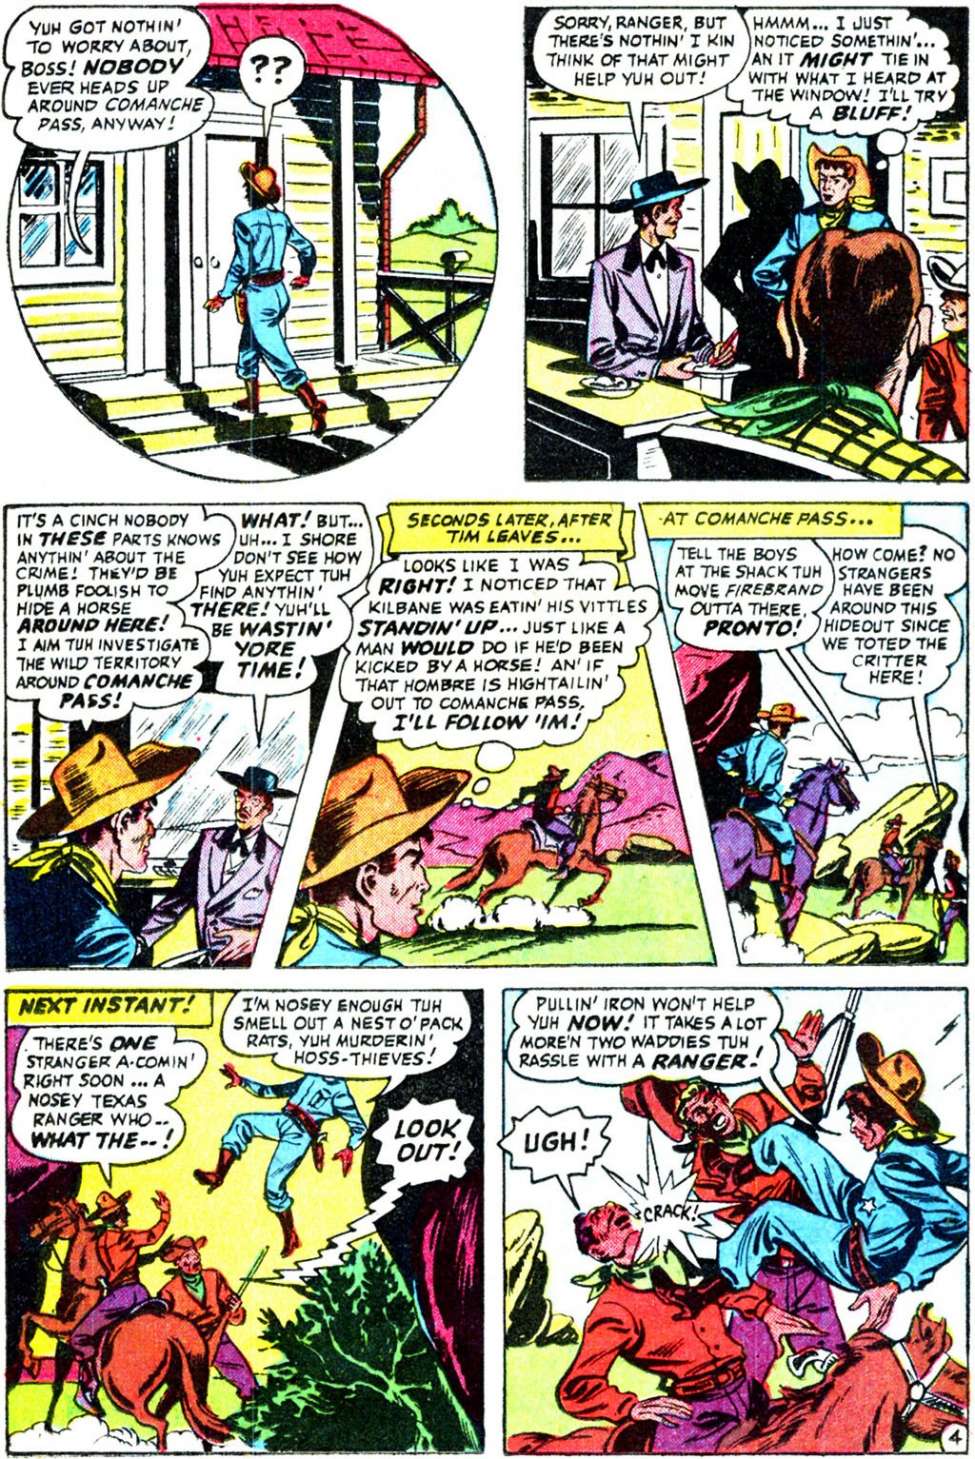 YUH GOT NOTHIN'
TO WORRY ABOUT,
BOSS! NOBODY
EVER HEADS UP
AROUND COMANCHE
PASS, ANYWAY!
??
SORRY, RANGER, BUT
THERE'S NOTHIN' I KIN
THINK OF THAT MIGHT
HELP YUH OUT!
HMMM... I JUST
NOTICED SOMETHIN'...
AN IT MIGHT TIE IN
WITH WHAT I HEARD AT
THE WINDOW! I'LL TRY
A BLUFF!
IT'S A CINCH NOBODY
IN THESE PARTS KNOWS
ANYTHIN' ABOUT THE
CRIME! THEY'D BE
PLUMB FOOLISH TO
HIDE A HORSE
AROUND HERE!
I AIM TUH INVESTIGATE
THE WILD TERRITORY
AROUND COMANCHE
PASS!
WHAT! BUT...
UH... I SHORE
DON'T SEE HOW
YUH EXPECT TUH
FIND ANYTHIN'
THERE! YUH'LL
BE WASTIN'
YORE
TIME!
SECONDS LATER, AFTER
TIM LEAVES...
LOOKS LIKE I WAS
RIGHT! I NOTICED THAT
KILBANE WAS EATIN' HIS VITTLES
STANDIN' UP... JUST LIKE A
MAN WOULD DO IF HE'D BEEN
KICKED BY A HORSE! AN' IF
THAT HOMBRE IS HIGHTAILIN'
OUT TO COMANCHE PASS,
I'LL FOLLOW 'IM!
-AT COMANCHE PASS...
TELL THE BOYS
AT THE SHACK TUH
MOVE FIREBRAND
OUTTA THERE,
PRONTO!
HOW COME? NO
STRANGERS
HAVE BEEN
AROUND THIS
HIDEOUT SINCE
WE TOTED THE
CRITTER
HERE!
NEXT INSTANT!
THERE'S ONE
STRANGER A-COMIN'
RIGHT SOON... A
NOSEY TEXAS
RANGER WHO--
WHAT THE--!
I'M NOSEY ENOUGH TUH
SMELL OUT A NEST O' PACK
RATS, YUH MURDERIN'
HOSS-THIEVES!
LOOK
OUT!
PULLIN' IRON WON'T HELP
YUH NOW! IT TAKES A LOT
MORE'N TWO WADDIES TUH
RASSLE WITH A RANGER!
UGH!
CRACK!
4